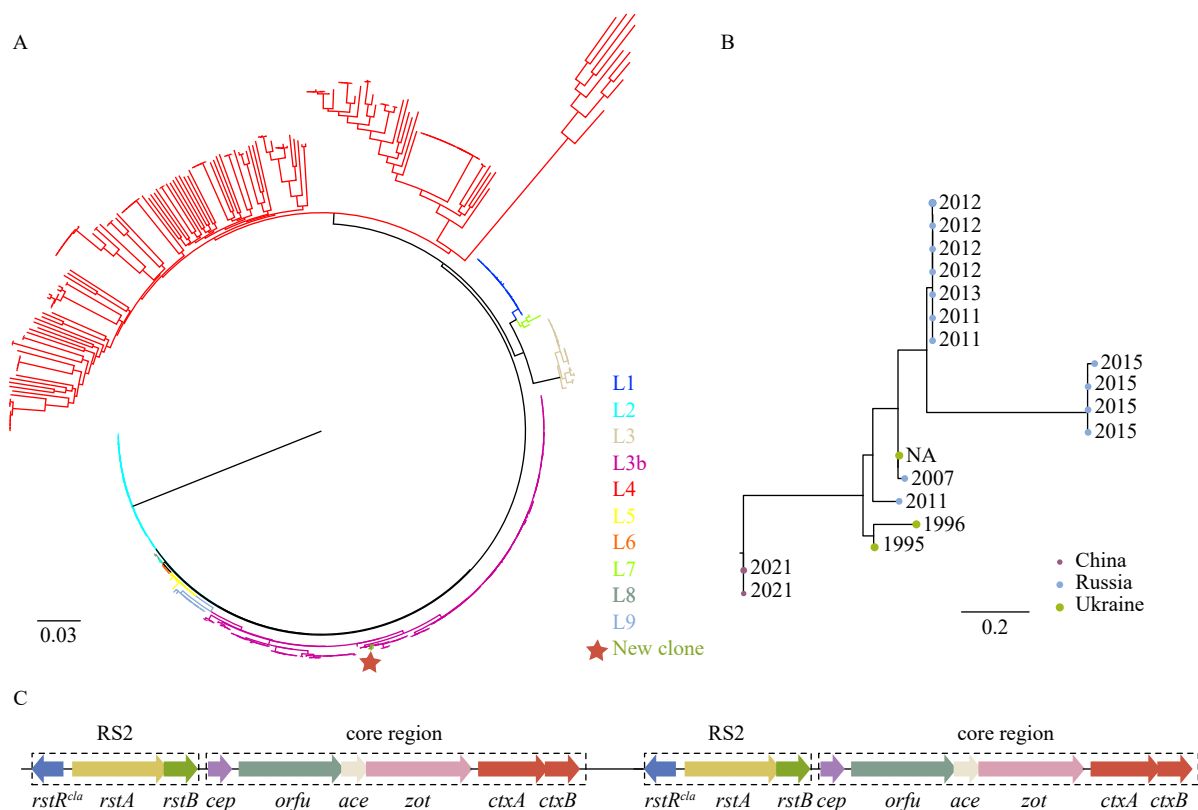 A
B
L1
L2
L3
L3b
L4
L5
L6
L7
L8
L9
New clone
0.03
2012
2012
2012
2012
2013
2011
2011
2015
2015
2015
2015
NA
2007
2011
1996
1995
2021
2021
China
Russia
Ukraine
0.2
C
RS2 core region RS2 core region
rstR^cla rstA rstB cep orfu ace zot ctxA ctxB rstR^cla rstA rstB cep orfu ace zot ctxA ctxB